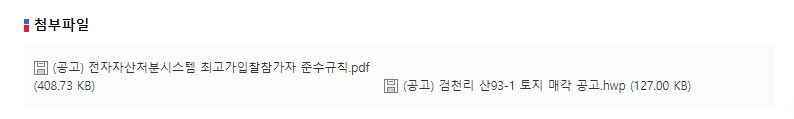 첨부파일
(공고) 전자자산처분시스템 최고가입찰참가자 준수규칙.pdf
(408.73 KB)
(공고) 검천리 산93-1 토지 매각 공고.hwp (127.00 KB)